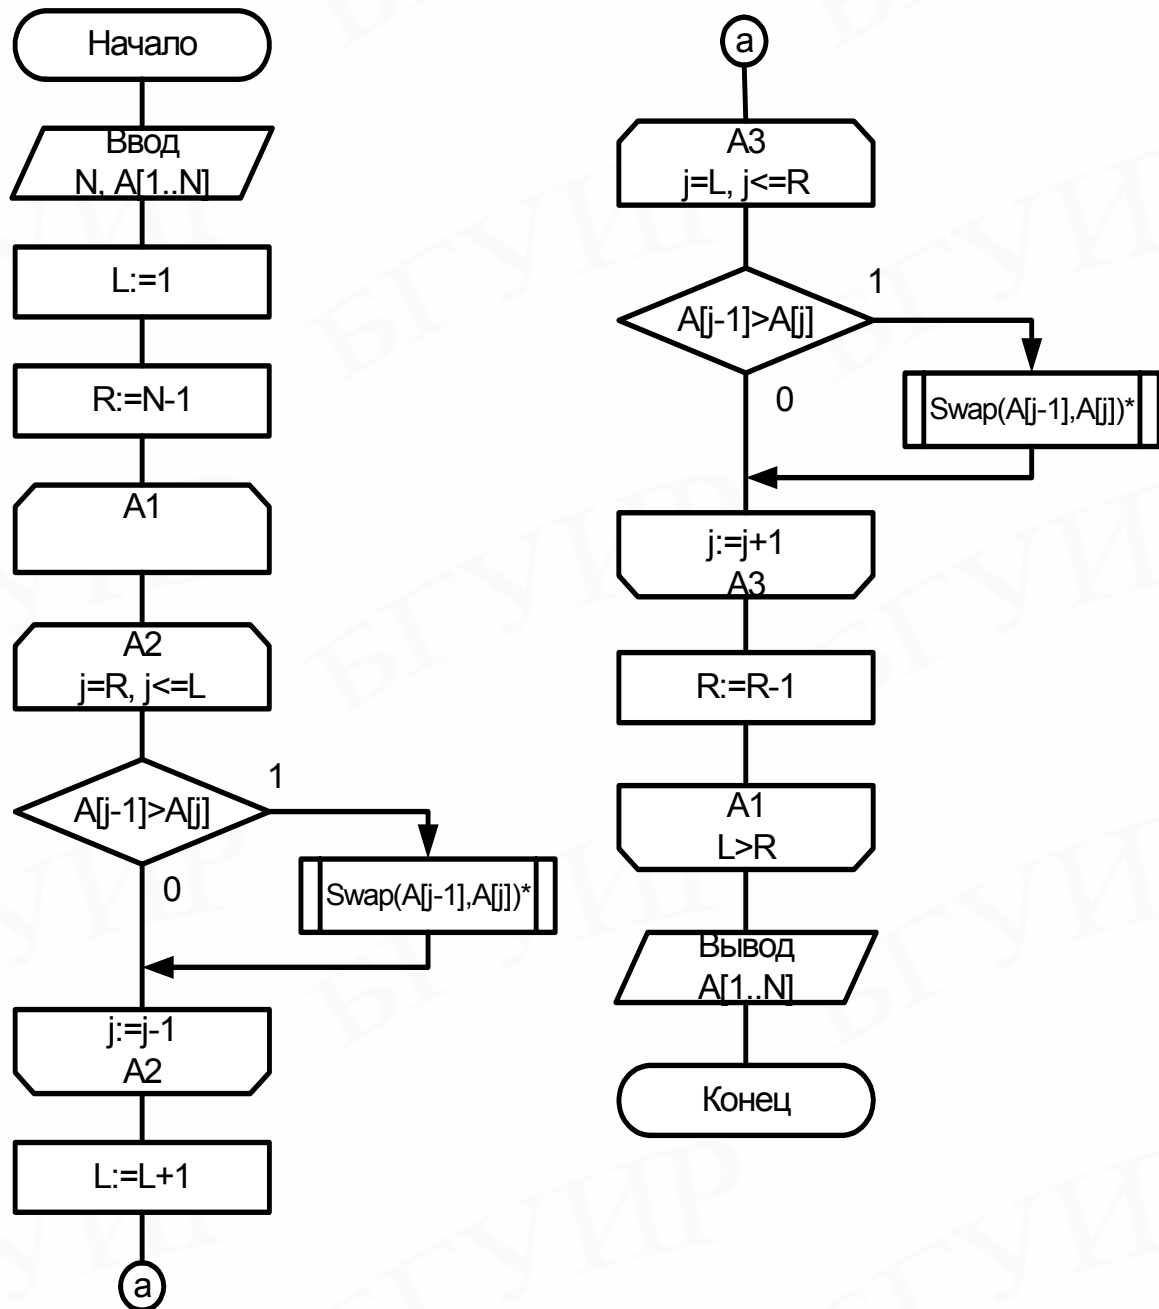 Начало
Ввод
N, A[1..N]
L:=1
R:=N-1
A1
A2
j=R, j<=L
A[j-1]>A[j]
1
0
Swap(A[j-1],A[j])*
j:=j-1
A2
L:=L+1
a
a
A3
j=L, j<=R
A[j-1]>A[j]
1
0
Swap(A[j-1],A[j])*
j:=j+1
A3
R:=R-1
A1
L>R
Вывод
A[1..N]
Конец
БГУИР